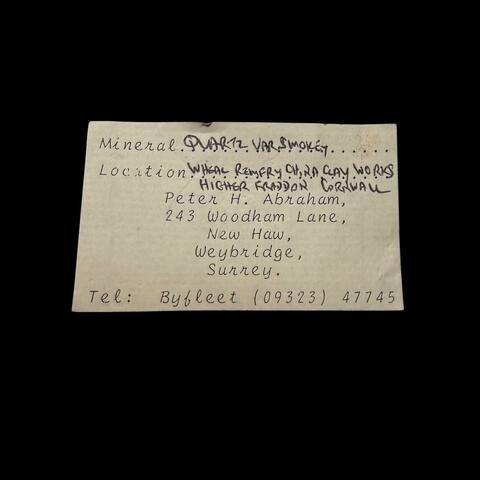 Mineral. QUARTZ VAR SMOKEY......
Location WHEAL REMFRY CHINA CLAY WORKS
HIGHER FRADDON CORNWALL
Peter H. Abraham,
243 Woodham Lane,
New Haw,
Weybridge,
Surrey.
Tel: Byfleet (09323) 47745